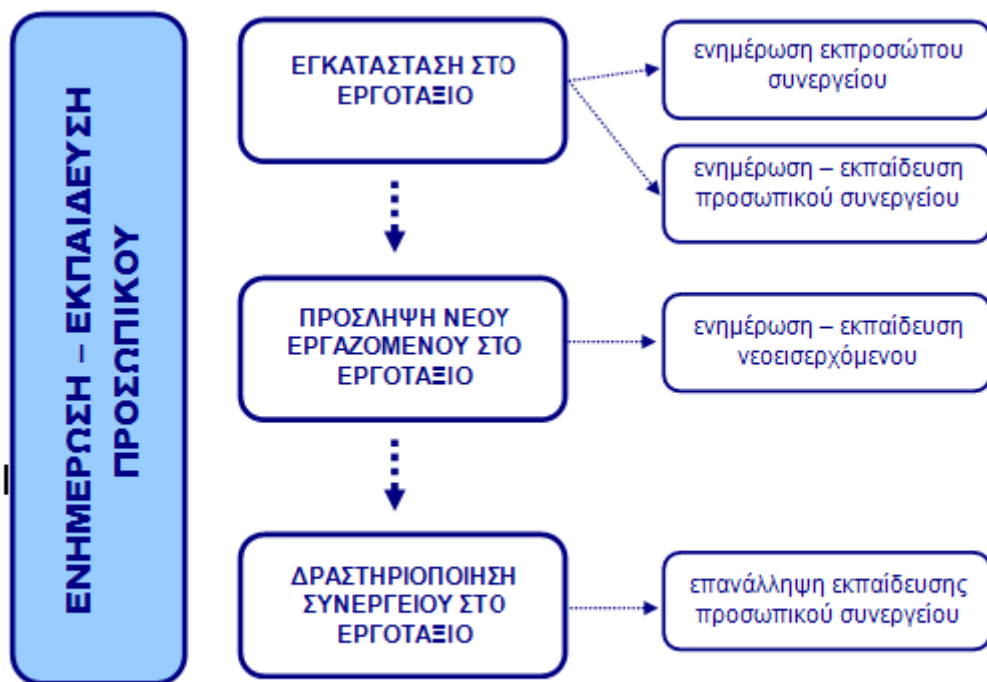 ΕΝΗΜΕΡΩΣΗ – ΕΚΠΑΙΔΕΥΣΗ
ΠΡΟΣΩΠΙΚΟΥ
ΕΓΚΑΤΑΣΤΑΣΗ ΣΤΟ
ΕΡΓΟΤΑΞΙΟ
ενημέρωση εκπροσώπου
συνεργείου
ενημέρωση – εκπαίδευση
προσωπικού συνεργείου
ΠΡΟΣΛΗΨΗ ΝΕΟΥ
ΕΡΓΑΖΟΜΕΝΟΥ ΣΤΟ
ΕΡΓΟΤΑΞΙΟ
ενημέρωση – εκπαίδευση
νεοεισερχόμενου
ΔΡΑΣΤΗΡΙΟΠΟΙΗΣΗ
ΣΥΝΕΡΓΕΙΟΥ ΣΤΟ
ΕΡΓΟΤΑΞΙΟ
επανάλληψη εκπαίδευσης
προσωπικού συνεργείου